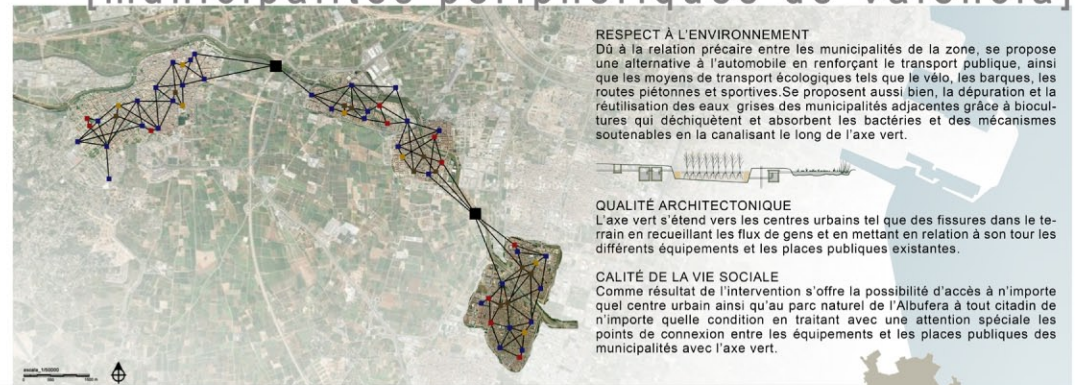 [municipalités périphériques de Valencia]
RESPECT À L'ENVIRONNEMENT
Dû à la relation précaire entre les municipalités de la zone, se propose
une alternative à l'automobile en renforçant le transport publique, ainsi
que les moyens de transport écologiques tels que le vélo, les barques, les
routes piétonnes et sportives.Se proposent aussi bien, la dépuration et la
réutilisation des eaux grises des municipalités adjacentes grâce à biocul-
tures qui déchiquètent et absorbent les bactéries et des mécanismes
soutenables en la canalisant le long de l'axe vert.
QUALITÉ ARCHITECTONIQUE
L'axe vert s'étend vers les centres urbains tel que des fissures dans le te-
rrain en recueillant les flux de gens et en mettant en relation à son tour les
différents équipements et les places publiques existantes.
CALITÉ DE LA VIE SOCIALE
Comme résultat de l'intervention s'offre la possibilité d'accès à n'importe
quel centre urbain ainsi qu'au parc naturel de l'Albufera à tout citadin de
n'importe quelle condition en traitant avec une attention spéciale les
points de connexion entre les équipements et les places publiques des
municipalités avec l'axe vert.